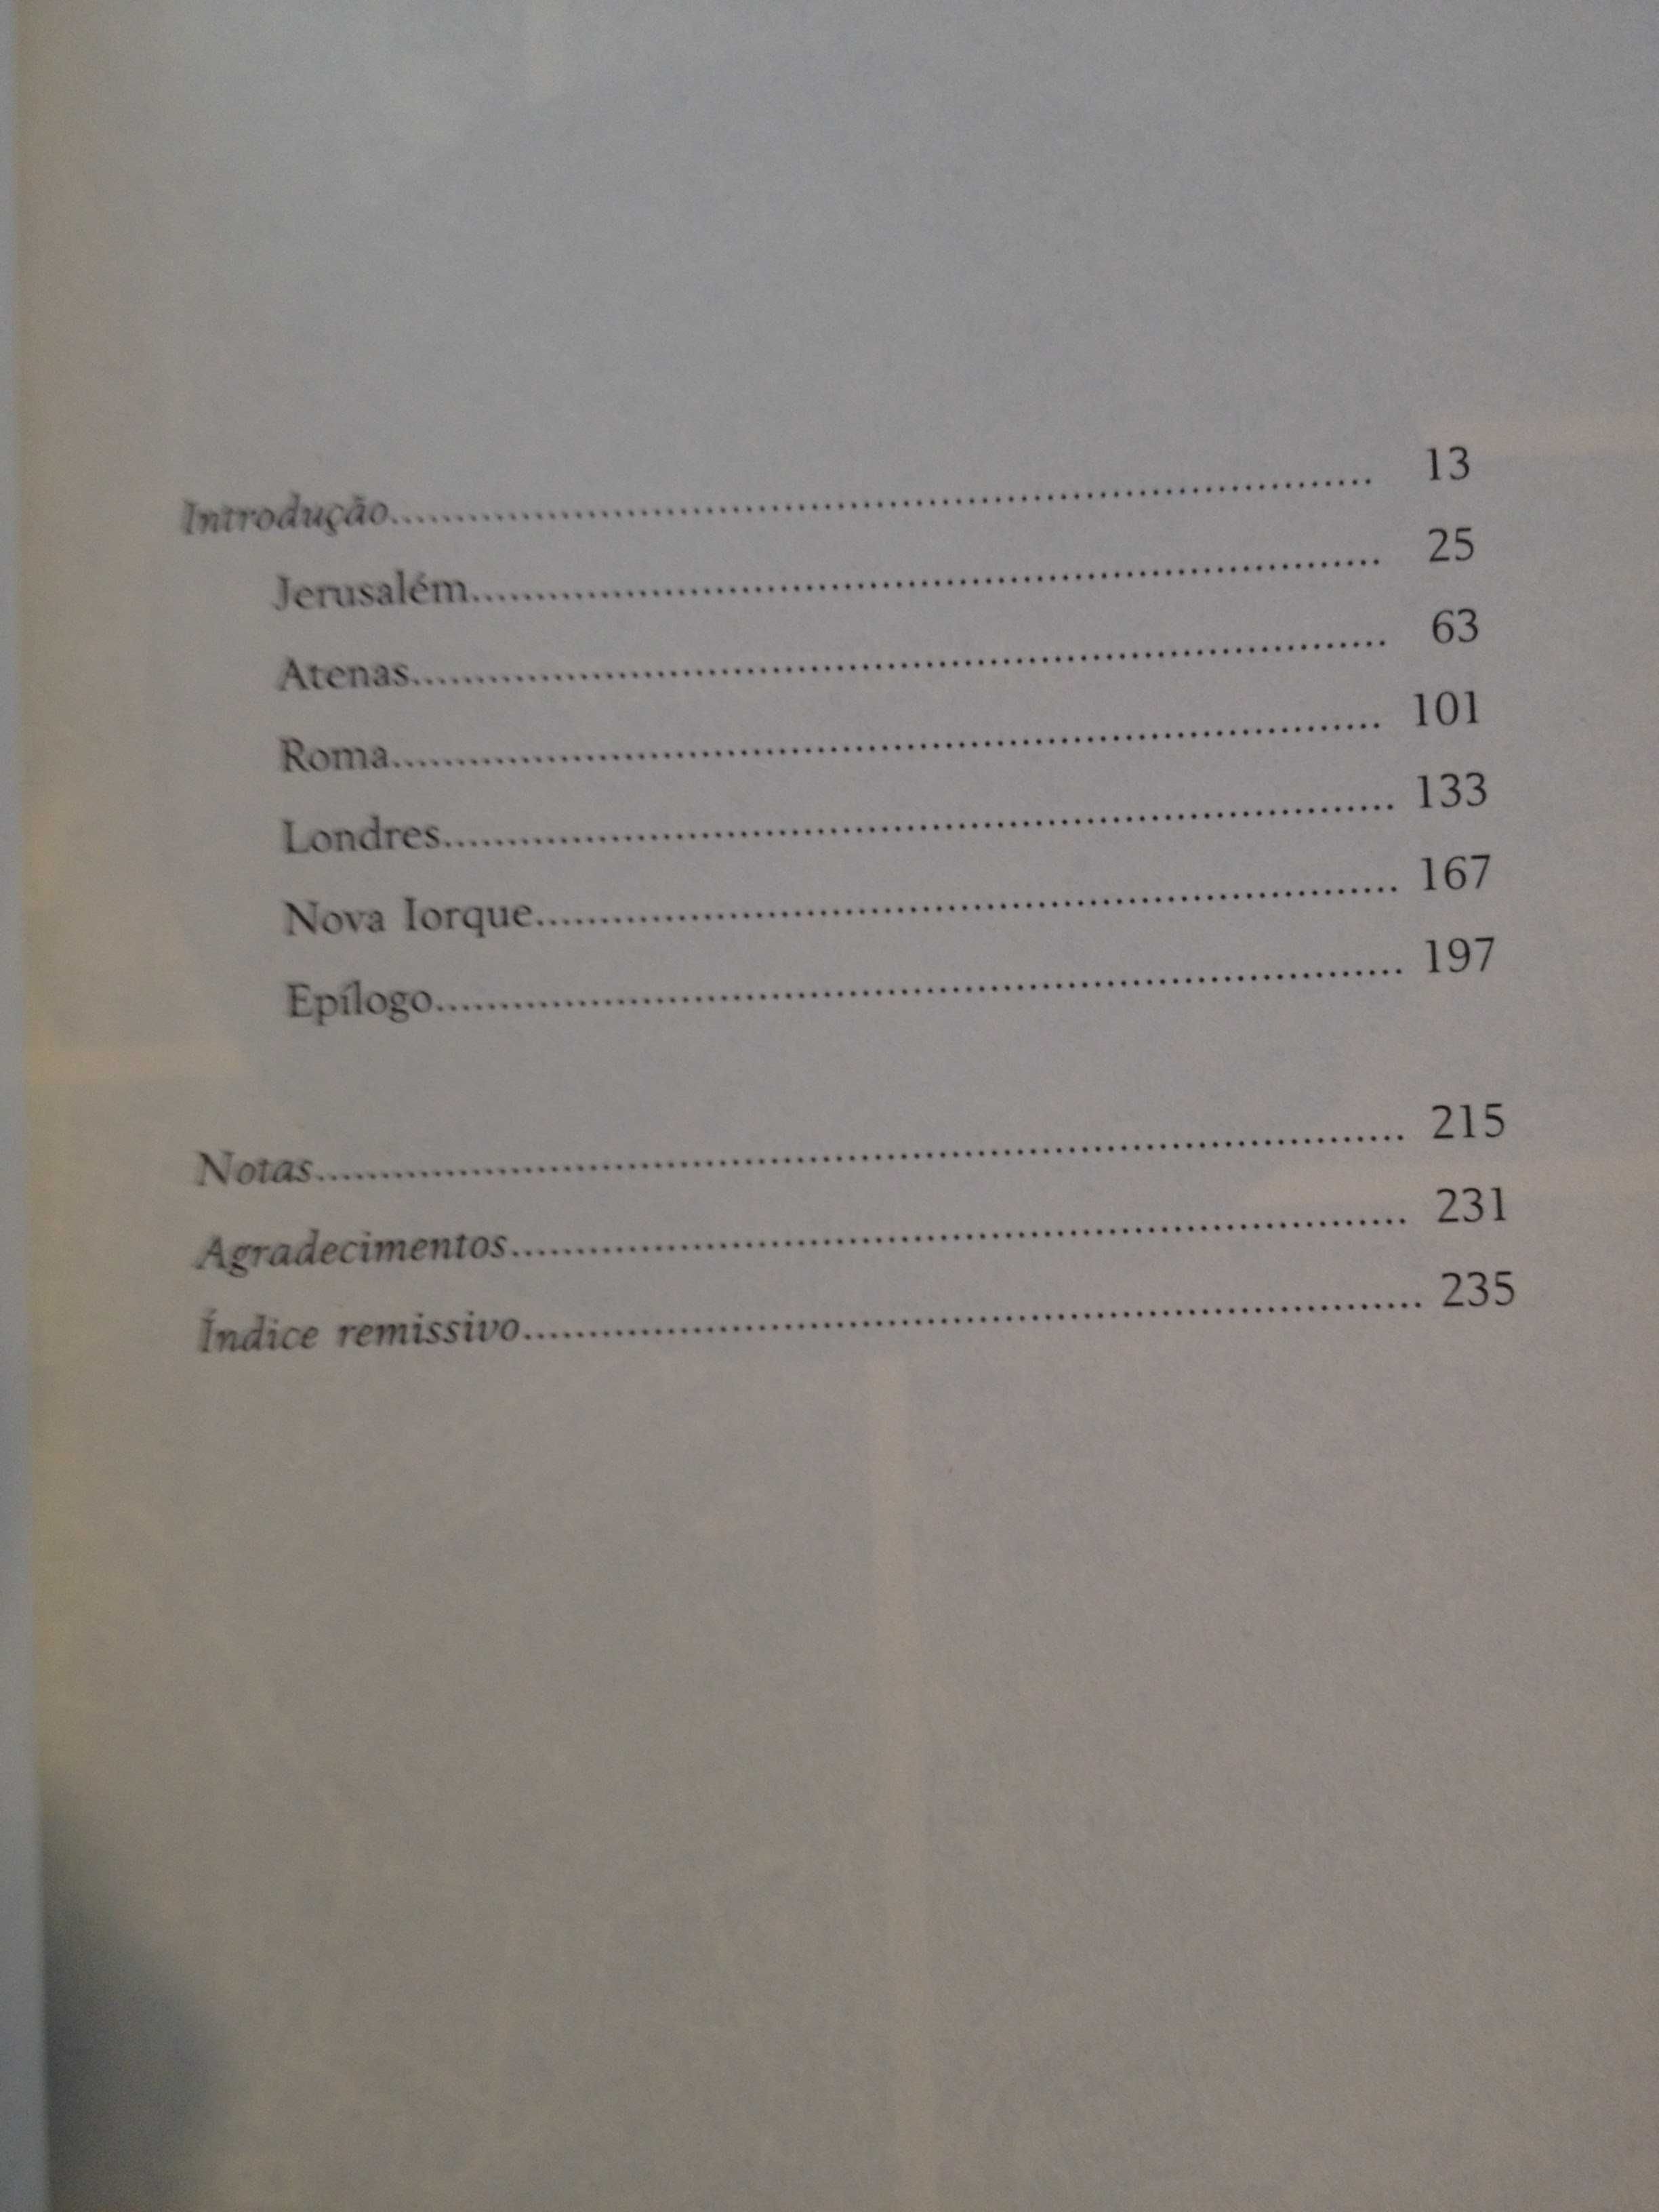 Introdução.......... 13
Jerusalém.......... 25
Atenas.......... 63
Roma.......... 101
Londres.......... 133
Nova Iorque.......... 167
Epílogo.......... 197
Notas.......... 215
Agradecimentos.......... 231
Índice remissivo.......... 235